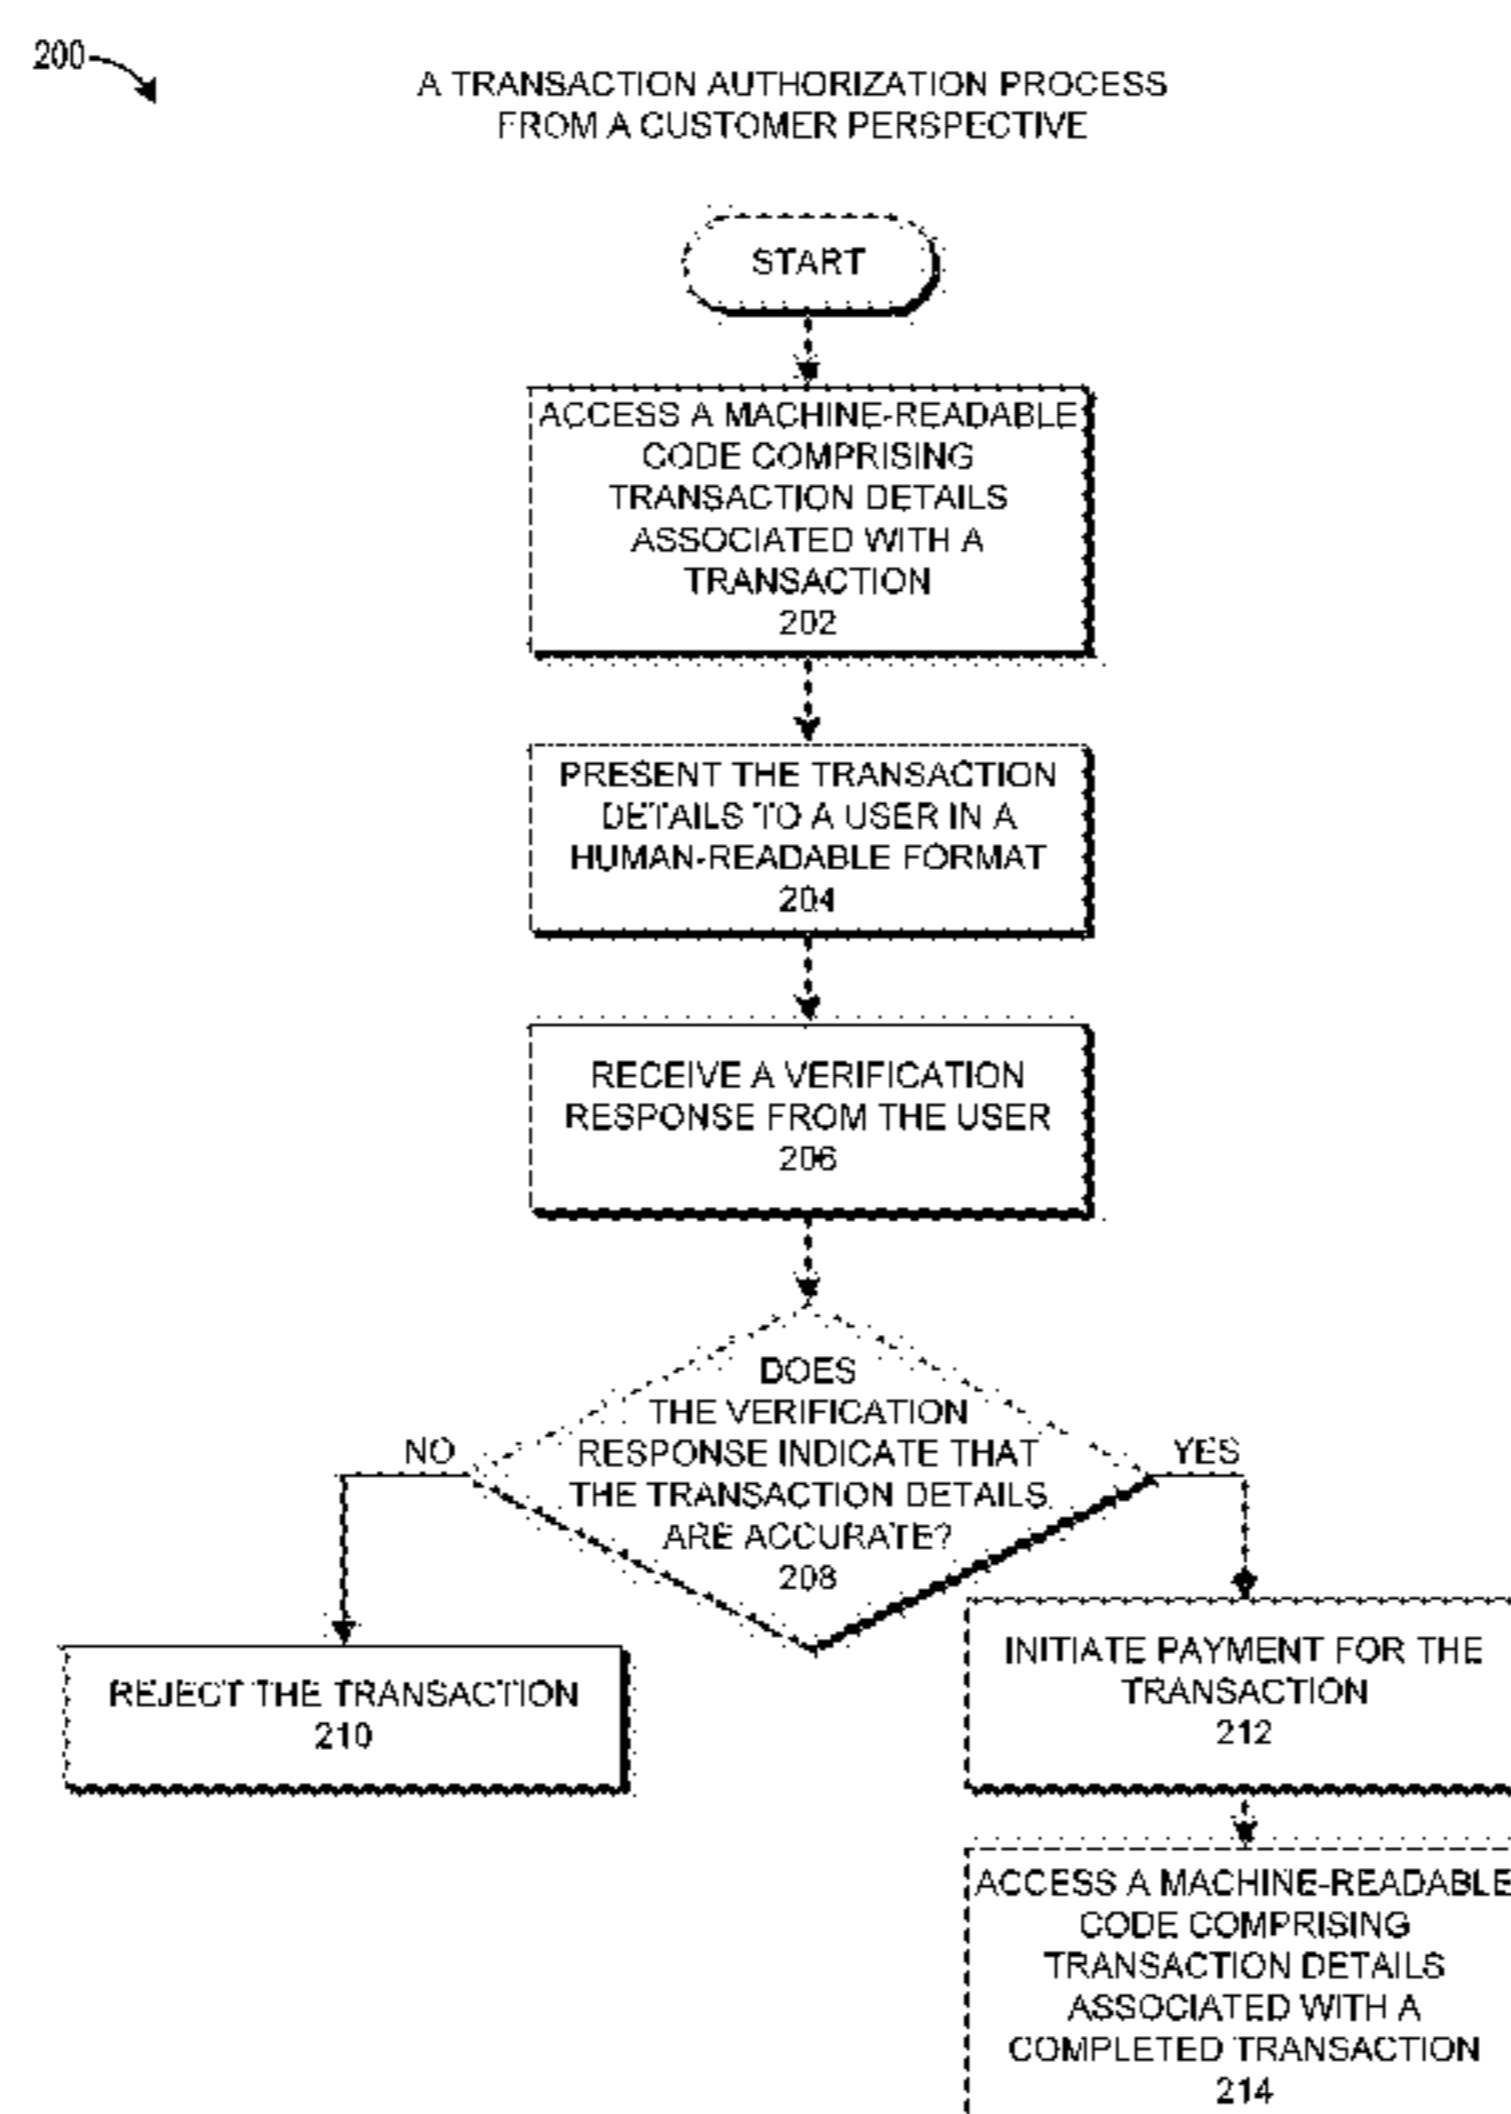 200
A TRANSACTION AUTHORIZATION PROCESS
FROM A CUSTOMER PERSPECTIVE
START
ACCESS A MACHINE-READABLE
CODE COMPRISING
TRANSACTION DETAILS
ASSOCIATED WITH A
TRANSACTION
202
PRESENT THE TRANSACTION
DETAILS TO A USER IN A
HUMAN-READABLE FORMAT
204
RECEIVE A VERIFICATION
RESPONSE FROM THE USER
206
DOES
THE VERIFICATION
RESPONSE INDICATE THAT
THE TRANSACTION DETAILS
ARE ACCURATE?
208
NO
YES
REJECT THE TRANSACTION
210
INITIATE PAYMENT FOR THE
TRANSACTION
212
ACCESS A MACHINE-READABLE
CODE COMPRISING
TRANSACTION DETAILS
ASSOCIATED WITH A
COMPLETED TRANSACTION
214